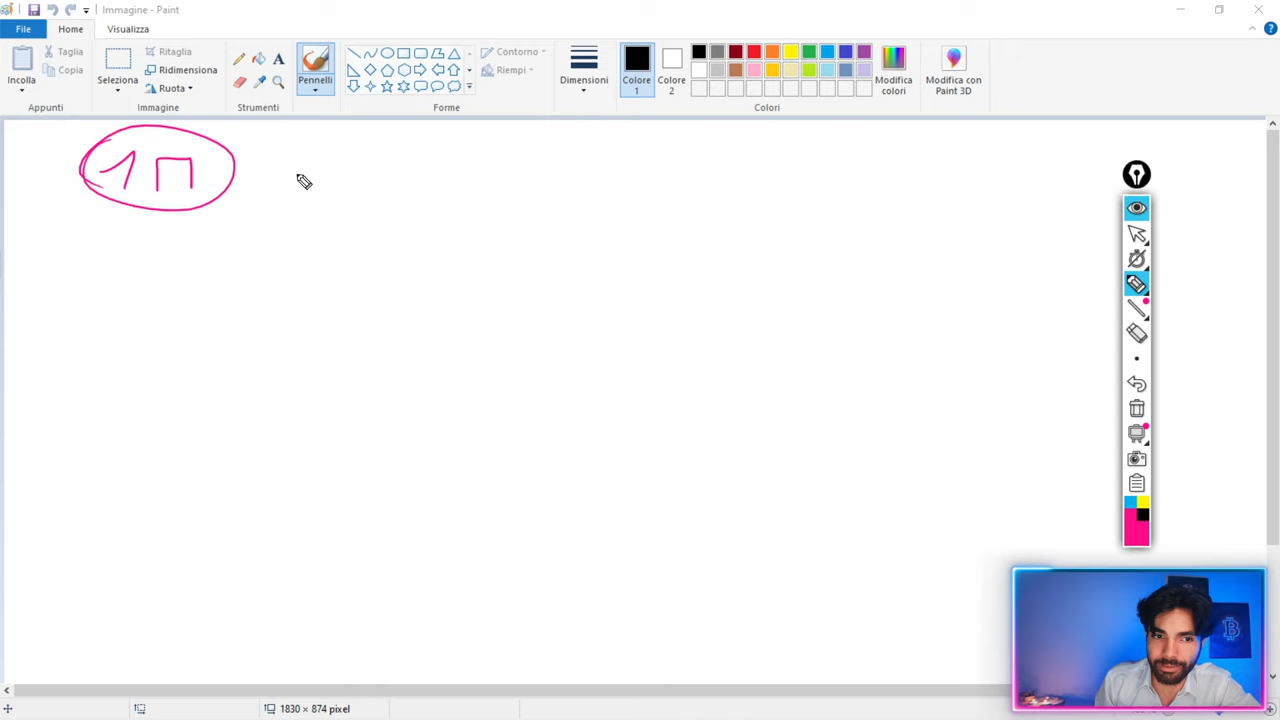 Immagine - Paint
File Home Visualizza
Incolla
Taglia
Copia
Appunti
Seleziona
Ritaglia
Ridimensiona
Ruota
Immagine
Strumenti
Pennelli
Contorno
Riempi
Forme
Dimensioni
Colore 1
Colore 2
Colori
Modifica colori
Modifica con Paint 3D
1 П
1830 × 874 pixel